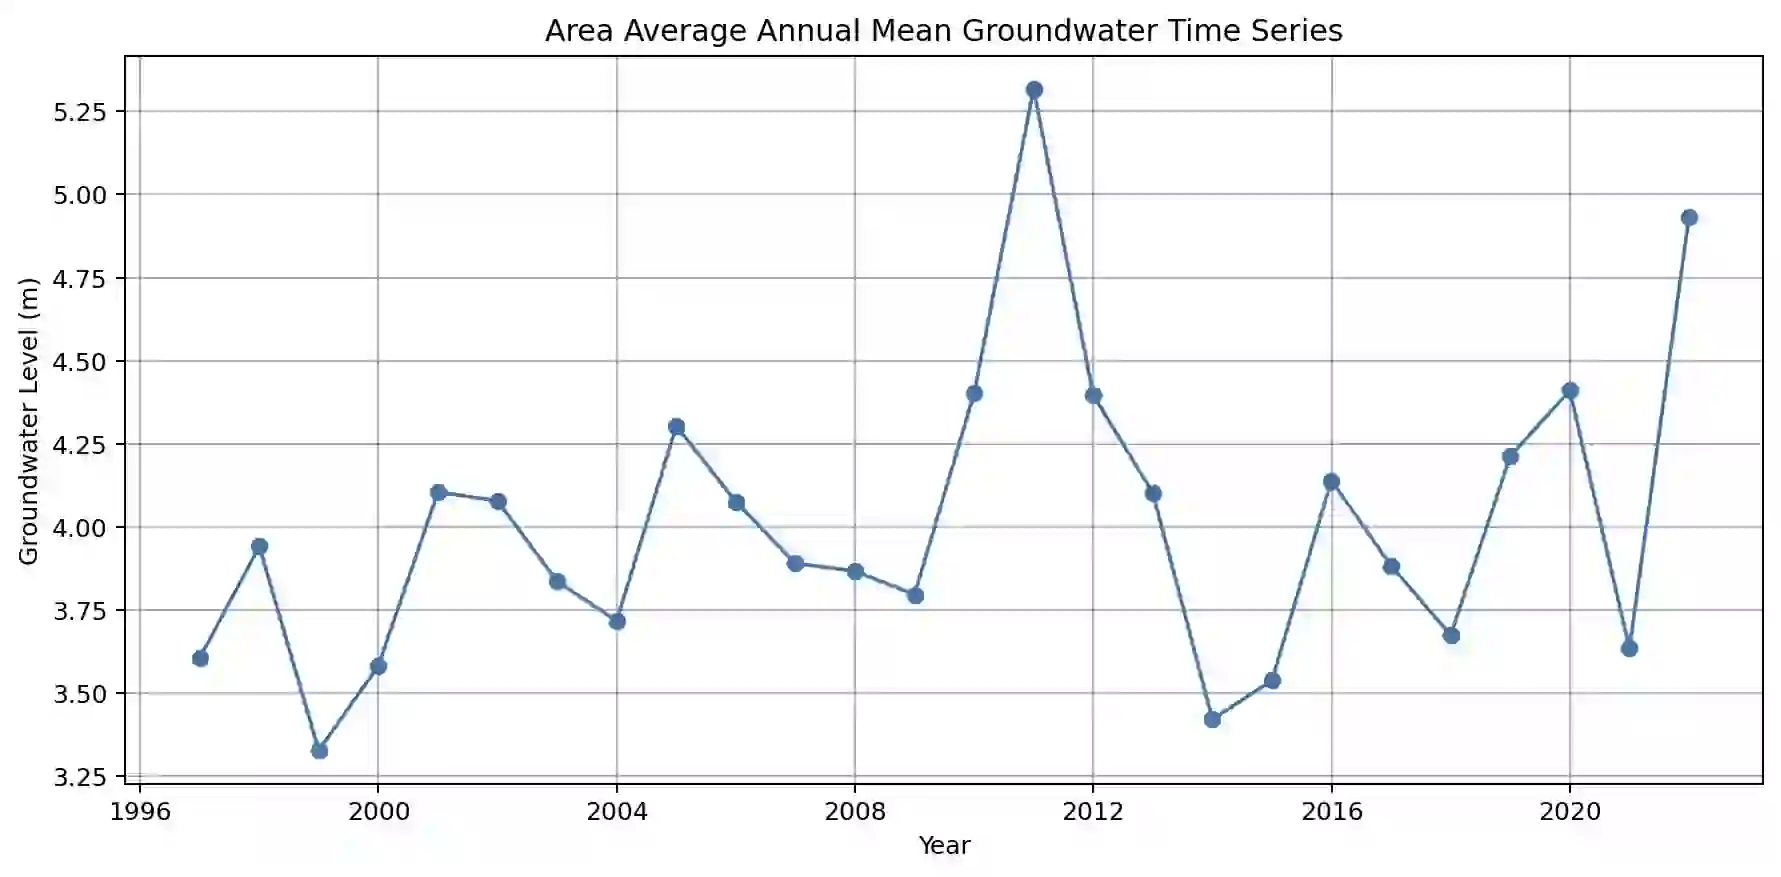 Area Average Annual Mean Groundwater Time Series
Groundwater Level (m)
5.25
5.00
4.75
4.50
4.25
4.00
3.75
3.50
3.25
1996 2000 2004 2008 2012 2016 2020
Year